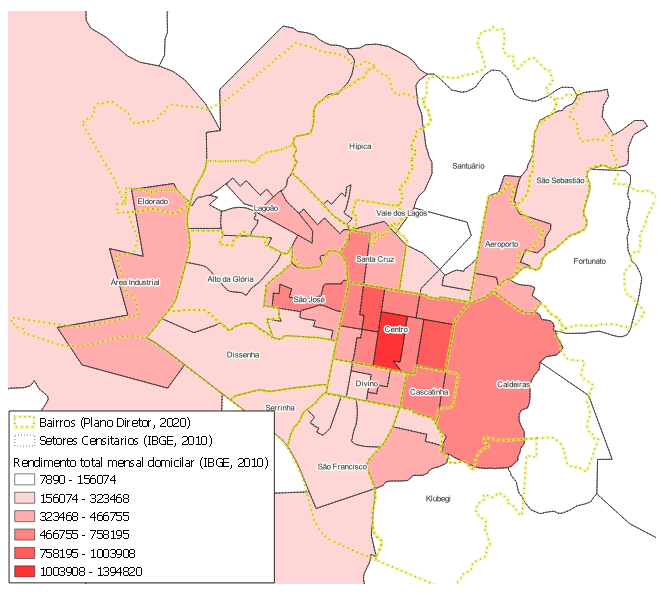 Hípica
Santuário
São Sebastião
Eldorado
Lagoão
Vale dos Lagos
Aeroporto
Santa Cruz
Fortunato
Área Industrial
Alto da Glória
São José
Centro
Dissenha
Divino
Cascatinha
Caldeiras
Serrinha
São Francisco
Klubegi
Bairros (Plano Diretor, 2020)
Setores Censitarios (IBGE, 2010)
Rendimento total mensal domicilar (IBGE, 2010)
7890 - 156074
156074 - 323468
323468 - 466755
466755 - 758195
758195 - 1003908
1003908 - 1394820